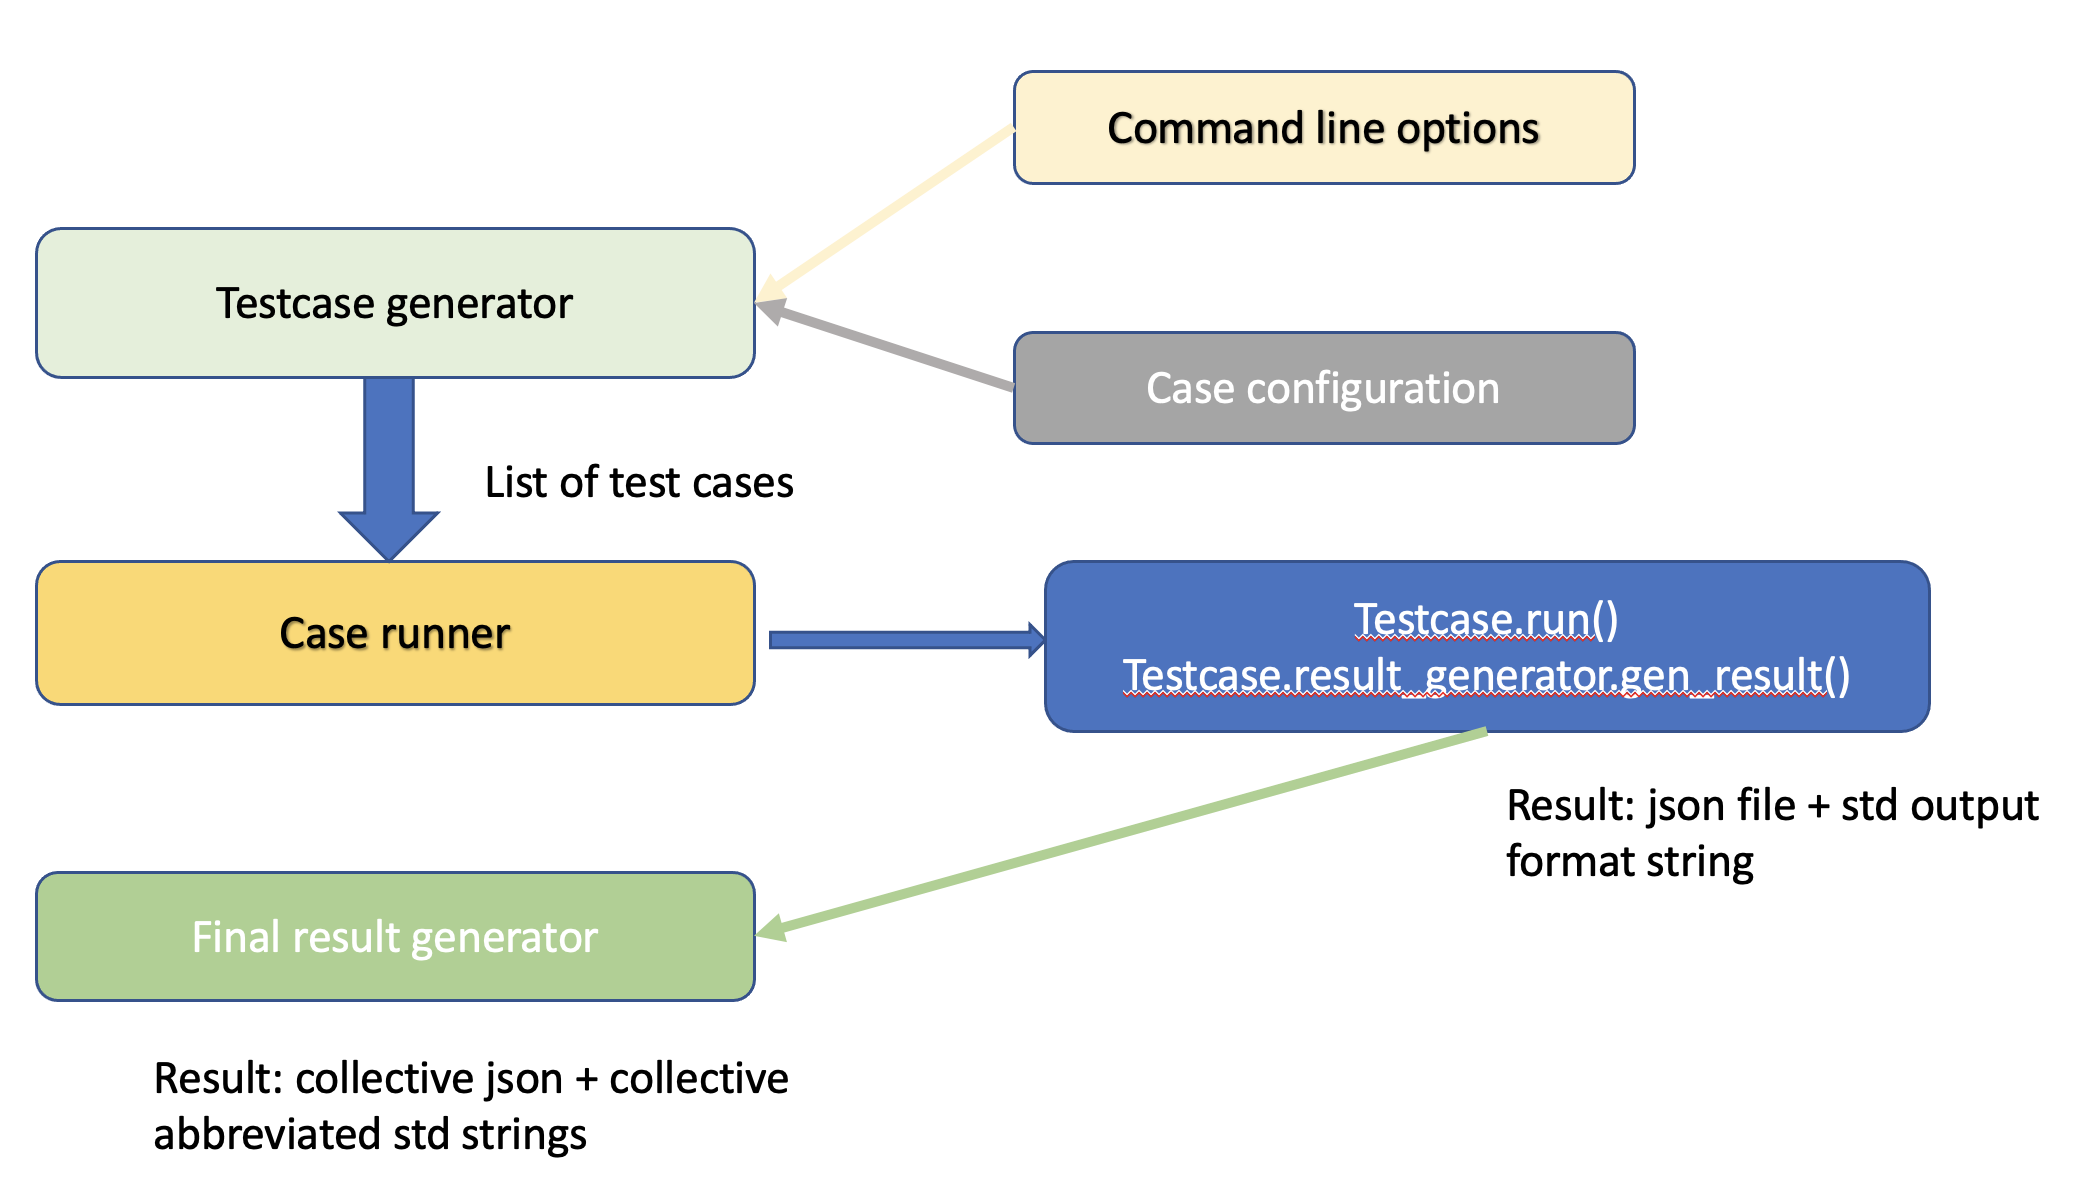 Command line options
Testcase generator
Case configuration
List of test cases
Case runner
Testcase.run()
Testcase.result_generator.gen_result()
Result: json file + std output
format string
Final result generator
Result: collective json + collective
abbreviated std strings